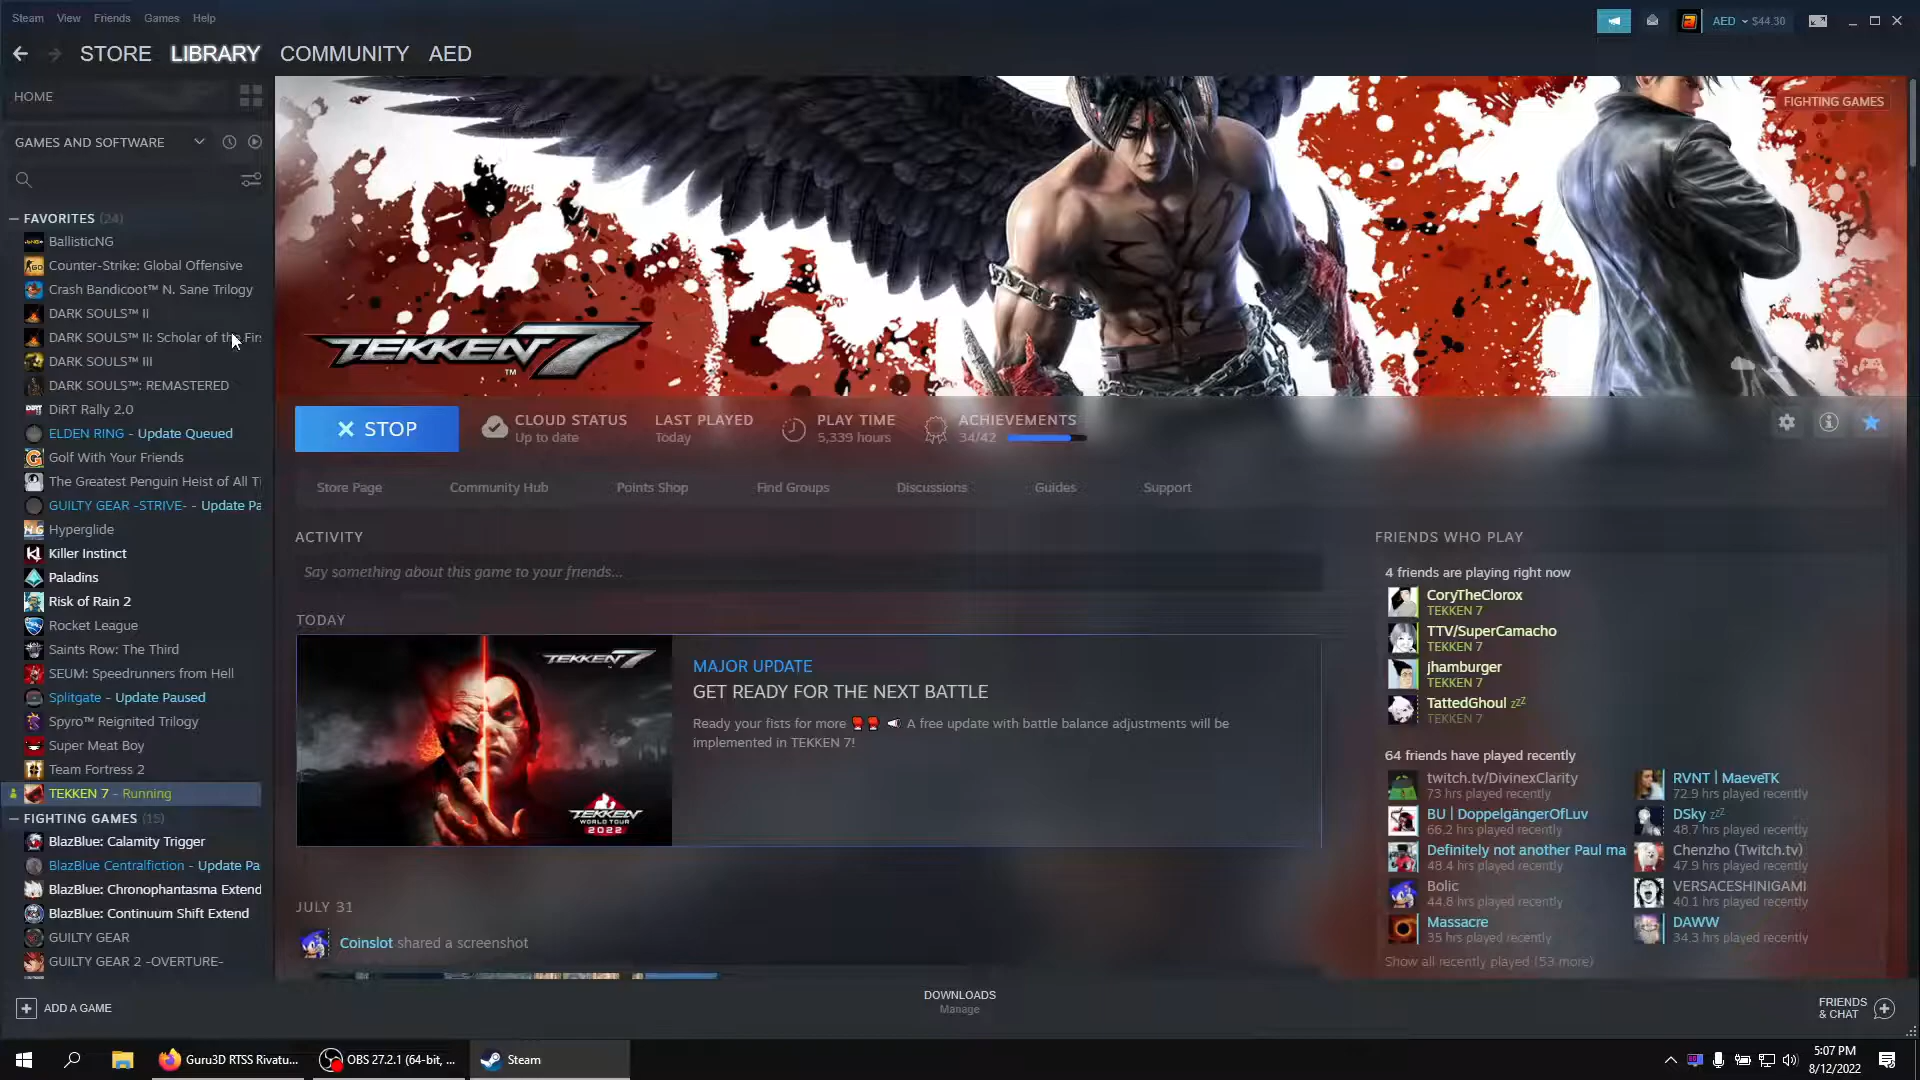 Steam View Friends Games Help
AED $44.30
STORE LIBRARY COMMUNITY AED
HOME
GAMES AND SOFTWARE
FAVORITES (24)
BallisticNG
Counter-Strike: Global Offensive
Crash Bandicoot™ N. Sane Trilogy
DARK SOULS™ II
DARK SOULS™ II: Scholar of the Firs
DARK SOULS™ III
DARK SOULS™: REMASTERED
DiRT Rally 2.0
ELDEN RING - Update Queued
Golf With Your Friends
The Greatest Penguin Heist of All Ti
GUILTY GEAR -STRIVE- - Update Pa
Hyperglide
Killer Instinct
Paladins
Risk of Rain 2
Rocket League
Saints Row: The Third
SEUM: Speedrunners from Hell
Splitgate - Update Paused
Spyro™ Reignited Trilogy
Super Meat Boy
Team Fortress 2
TEKKEN 7 - Running
FIGHTING GAMES (15)
BlazBlue: Calamity Trigger
BlazBlue Centralfiction - Update Pa
BlazBlue: Chronophantasma Extend
BlazBlue: Continuum Shift Extend
GUILTY GEAR
GUILTY GEAR 2 -OVERTURE-
ADD A GAME
FIGHTING GAMES
TEKKEN 7
™
STOP
CLOUD STATUS
Up to date
LAST PLAYED
Today
PLAY TIME
5,339 hours
ACHIEVEMENTS
34/42
Store Page Community Hub Points Shop Find Groups Discussions Guides Support
ACTIVITY
Say something about this game to your friends...
TODAY
TEKKEN 7
TEKKEN
WORLD TOUR
2022
MAJOR UPDATE
GET READY FOR THE NEXT BATTLE
Ready your fists for more 🥊🥊 📢 A free update with battle balance adjustments will be
implemented in TEKKEN 7!
JULY 31
Coinslot shared a screenshot
FRIENDS WHO PLAY
4 friends are playing right now
CoryTheClorox
TEKKEN 7
TTV/SuperCamacho
TEKKEN 7
jhamburger
TEKKEN 7
TattedGhoul zzZ
TEKKEN 7
64 friends have played recently
twitch.tv/DivinexClarity
73 hrs played recently
RVNT | MaeveTK
72.9 hrs played recently
BU | DoppelgängerOfLuv
66.2 hrs played recently
DSky zzZ
48.7 hrs played recently
Definitely not another Paul ma
48.4 hrs played recently
Chenzho (Twitch.tv)
47.9 hrs played recently
Bolic
44.8 hrs played recently
VERSACESHINIGAMI
40.1 hrs played recently
Massacre
35 hrs played recently
DAWW
34.3 hrs played recently
Show all recently played (53 more)
DOWNLOADS
Manage
FRIENDS
& CHAT
Guru3D RTSS Rivatu...
OBS 27.2.1 (64-bit, ...
Steam
5:07 PM
8/12/2022